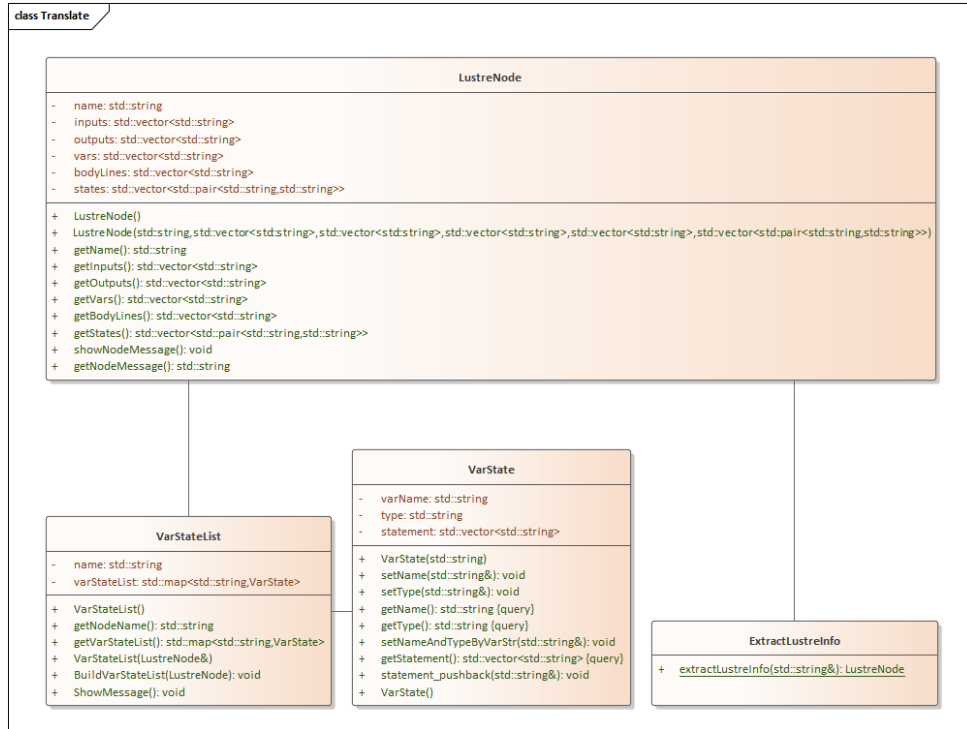 class Translate
LustreNode
- name: std::string
- inputs: std::vector<std::string>
- outputs: std::vector<std::string>
- vars: std::vector<std::string>
- bodyLines: std::vector<std::string>
- states: std::vector<std::pair<std::string,std::string>>
+ LustreNode()
+ LustreNode(std:string,std::vector<std:string>,std::vector<std:string>,std::vector<std:string>,std::vector<std:string>,std::vector<std:pair<std:string,std:string>>)
+ getName(): std::string
+ getInputs(): std::vector<std::string>
+ getOutputs(): std::vector<std::string>
+ getVars(): std::vector<std::string>
+ getBodyLines(): std::vector<std::string>
+ getStates(): std::vector<std::pair<std::string,std::string>>
+ showNodeMessage(): void
+ getNodeMessage(): std::string
VarStateList
- name: std::string
- varStateList: std::map<std::string,VarState>
+ VarStateList()
+ getNodeName(): std::string
+ getVarStateList(): std::map<std::string,VarState>
+ VarStateList(LustreNode&)
+ BuildVarStateList(LustreNode): void
+ ShowMessage(): void
VarState
- varName: std::string
- type: std::string
- statement: std::vector<std::string>
+ VarState(std::string)
+ setName(std::string&): void
+ setType(std::string&): void
+ getName(): std::string {query}
+ getType(): std::string {query}
+ setNameAndTypeByVarStr(std::string&): void
+ getStatement(): std::vector<std::string> {query}
+ statement_pushback(std::string&): void
+ VarState()
ExtractLustreInfo
+ extractLustreInfo(std::string&): LustreNode